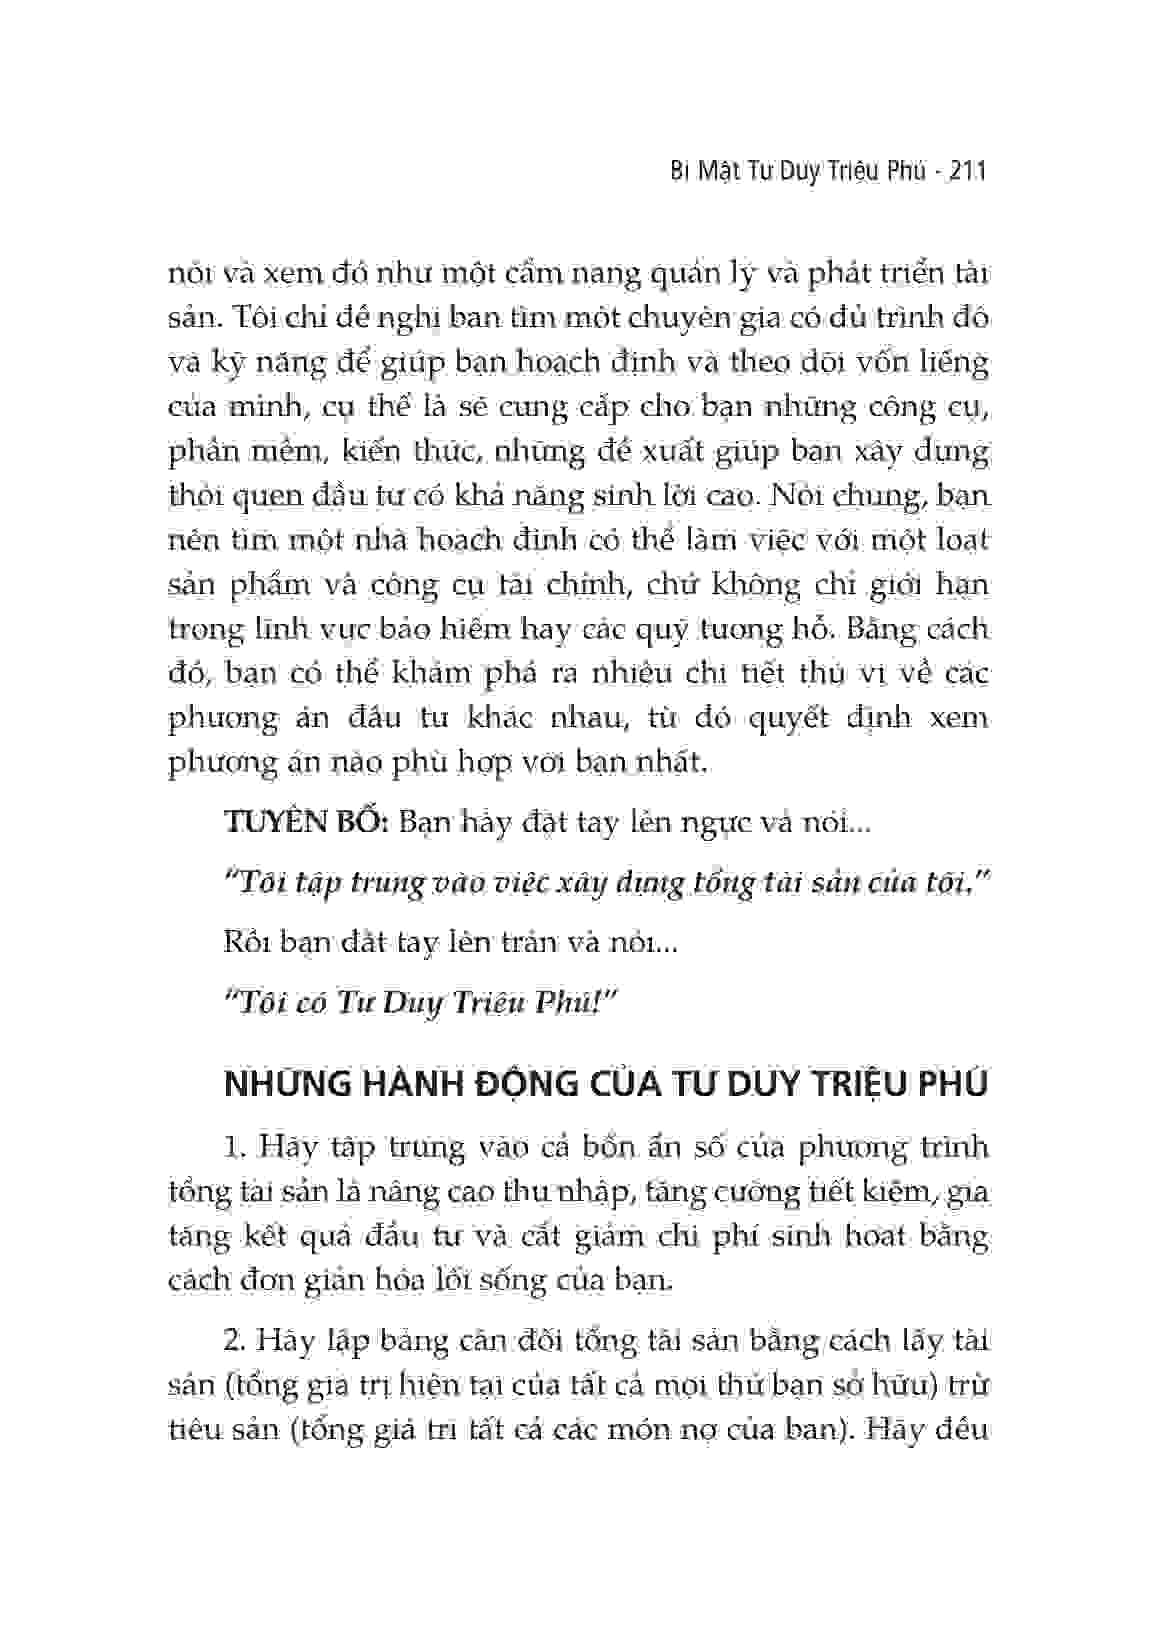 Bí Mật Tư Duy Triệu Phú - 211
nói và xem đó như một cẩm nang quản lý và phát triển tài
sản. Tôi chỉ đề nghị bạn tìm một chuyên gia có đủ trình độ
và kỹ năng để giúp bạn hoạch định và theo dõi vốn liếng
của mình, cụ thể là sẽ cung cấp cho bạn những công cụ,
phần mềm, kiến thức, những đề xuất giúp bạn xây dựng
thói quen đầu tư có khả năng sinh lời cao. Nói chung, bạn
nên tìm một nhà hoạch định có thể làm việc với một loạt
sản phẩm và công cụ tài chính, chứ không chỉ giới hạn
trong lĩnh vực bảo hiểm hay các quỹ tương hỗ. Bằng cách
đó, bạn có thể khám phá ra nhiều chi tiết thú vị về các
phương án đầu tư khác nhau, từ đó quyết định xem
phương án nào phù hợp với bạn nhất.
TUYÊN BỐ: Bạn hãy đặt tay lên ngực và nói...
“Tôi tập trung vào việc xây dựng tổng tài sản của tôi.”
Rồi bạn đặt tay lên trán và nói...
“Tôi có Tư Duy Triệu Phú!”
NHỮNG HÀNH ĐỘNG CỦA TƯ DUY TRIỆU PHÚ
1. Hãy tập trung vào cả bốn ẩn số của phương trình
tổng tài sản là nâng cao thu nhập, tăng cường tiết kiệm, gia
tăng kết quả đầu tư và cắt giảm chi phí sinh hoạt bằng
cách đơn giản hóa lối sống của bạn.
2. Hãy lập bảng cân đối tổng tài sản bằng cách lấy tài
sản (tổng giá trị hiện tại của tất cả mọi thứ bạn sở hữu) trừ
tiêu sản (tổng giá trị tất cả các món nợ của bạn). Hãy đều